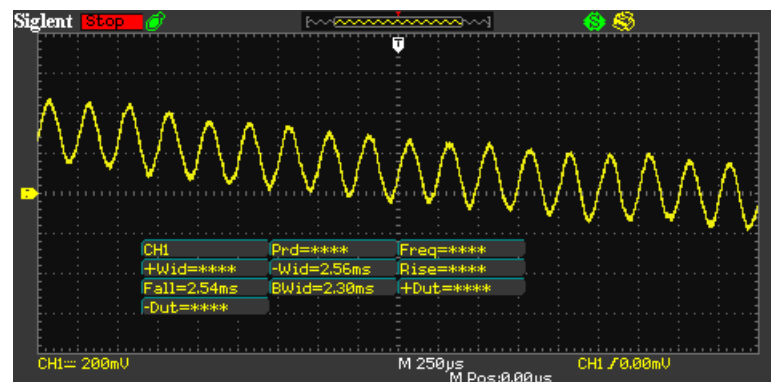 Siglent Stop
T
CH1 Prd=**** Freq=****
+Wid=**** -Wid=2.56ms Rise=****
Fall=2.54ms BWid=2.30ms +Dut=****
-Dut=****
CH1 200mV M 250µs CH1 0.00mV
M Pos:0.00µs